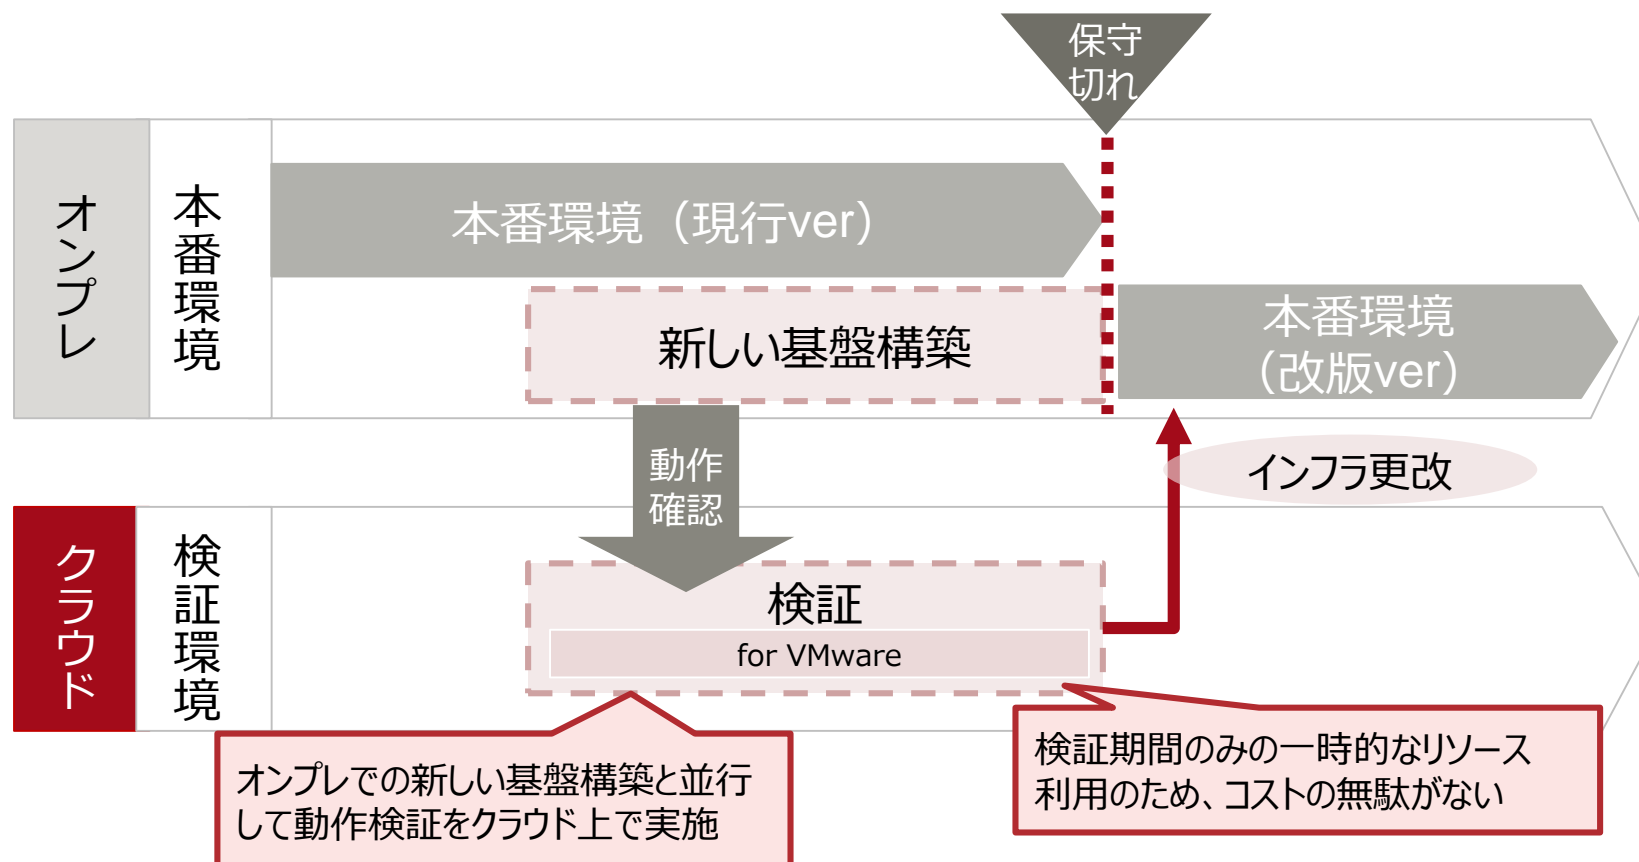 保守
切れ
オンプレ
本番環境
本番環境（現行ver）
新しい基盤構築
本番環境
（改版ver）
動作
確認
インフラ更改
クラウド
検証環境
検証
for VMware
オンプレでの新しい基盤構築と並行
して動作検証をクラウド上で実施
検証期間のみの一時的なリソース
利用のため、コストの無駄がない